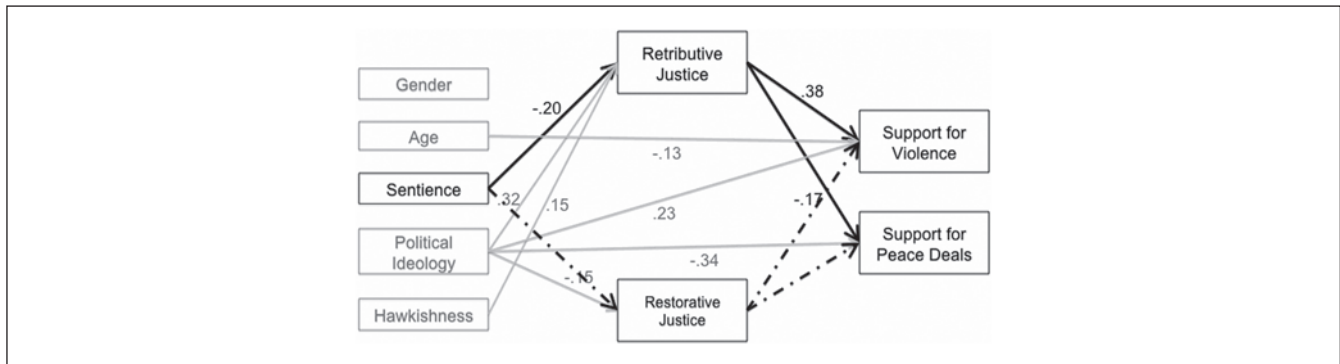 Retributive
Justice
Gender
-.20
.38
Age
Support for
Violence
-.13
Sentience
.32
.15
-.17
.23
Political
Ideology
Support for
Peace Deals
-.34
-.15
Restorative
Justice
Hawkishness